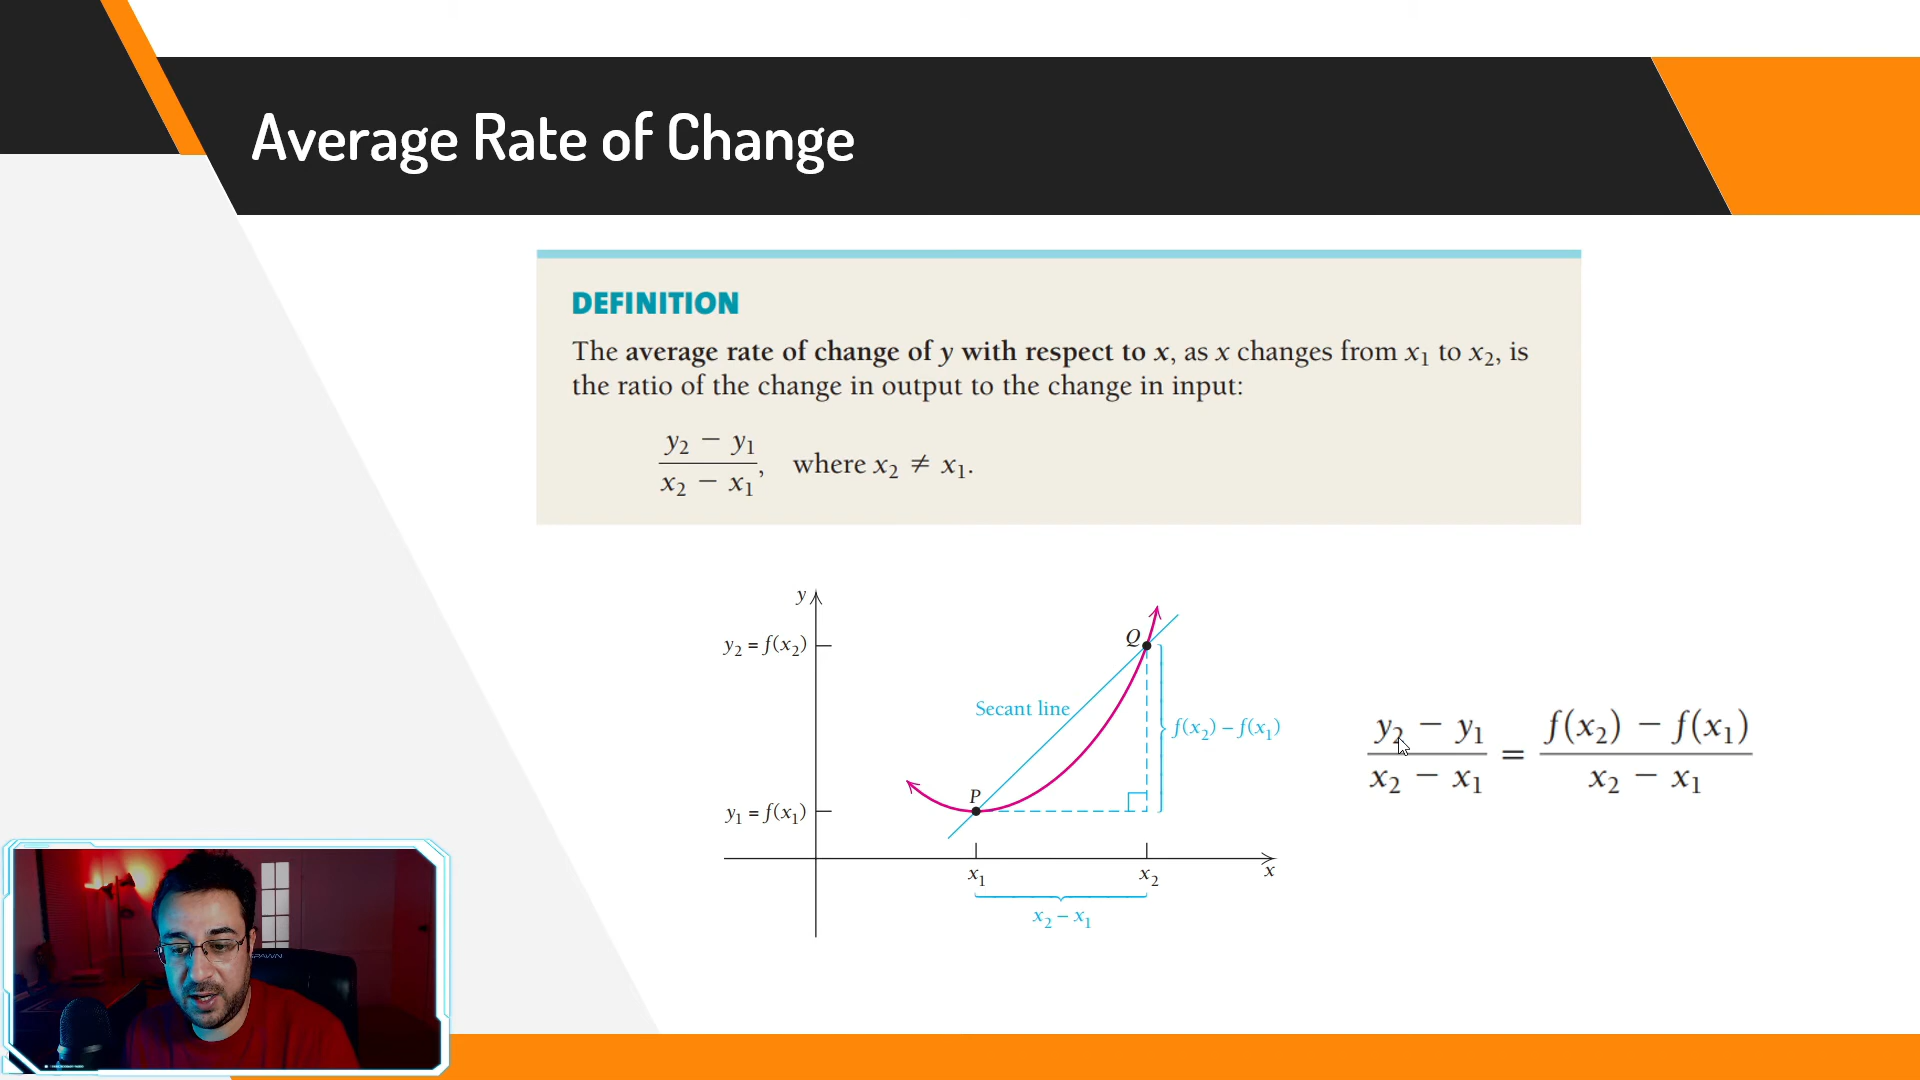 Average Rate of Change
DEFINITION
The average rate of change of y with respect to x, as x changes from x₁ to x₂, is
the ratio of the change in output to the change in input:
y₂ − y₁
x₂ − x₁
, where x₂ ≠ x₁.
y
y₂ = f(x₂)
Q
Secant line
f(x₂) − f(x₁)
P
y₁ = f(x₁)
x₁
x₂
x
x₂ − x₁
y₂ − y₁
x₂ − x₁
=
f(x₂) − f(x₁)
x₂ − x₁